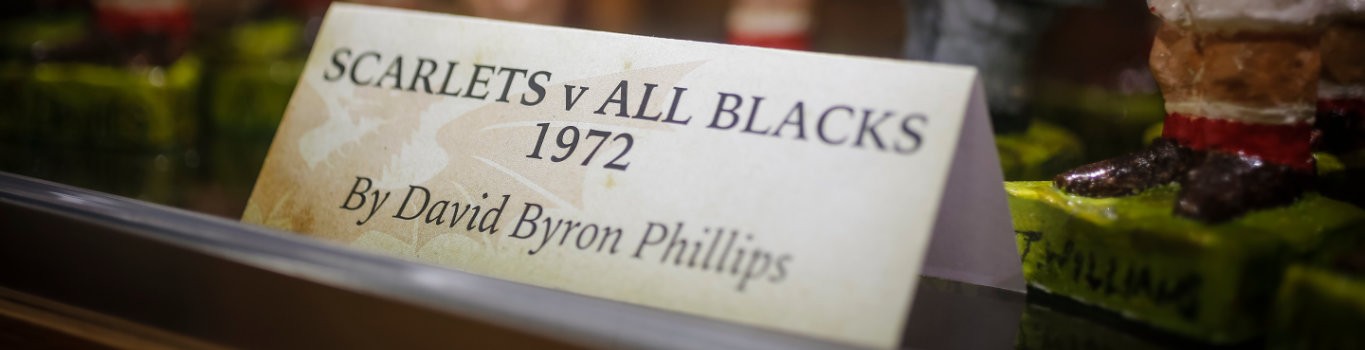 SCARLETS v ALL BLACKS
1972
By David Byron Phillips